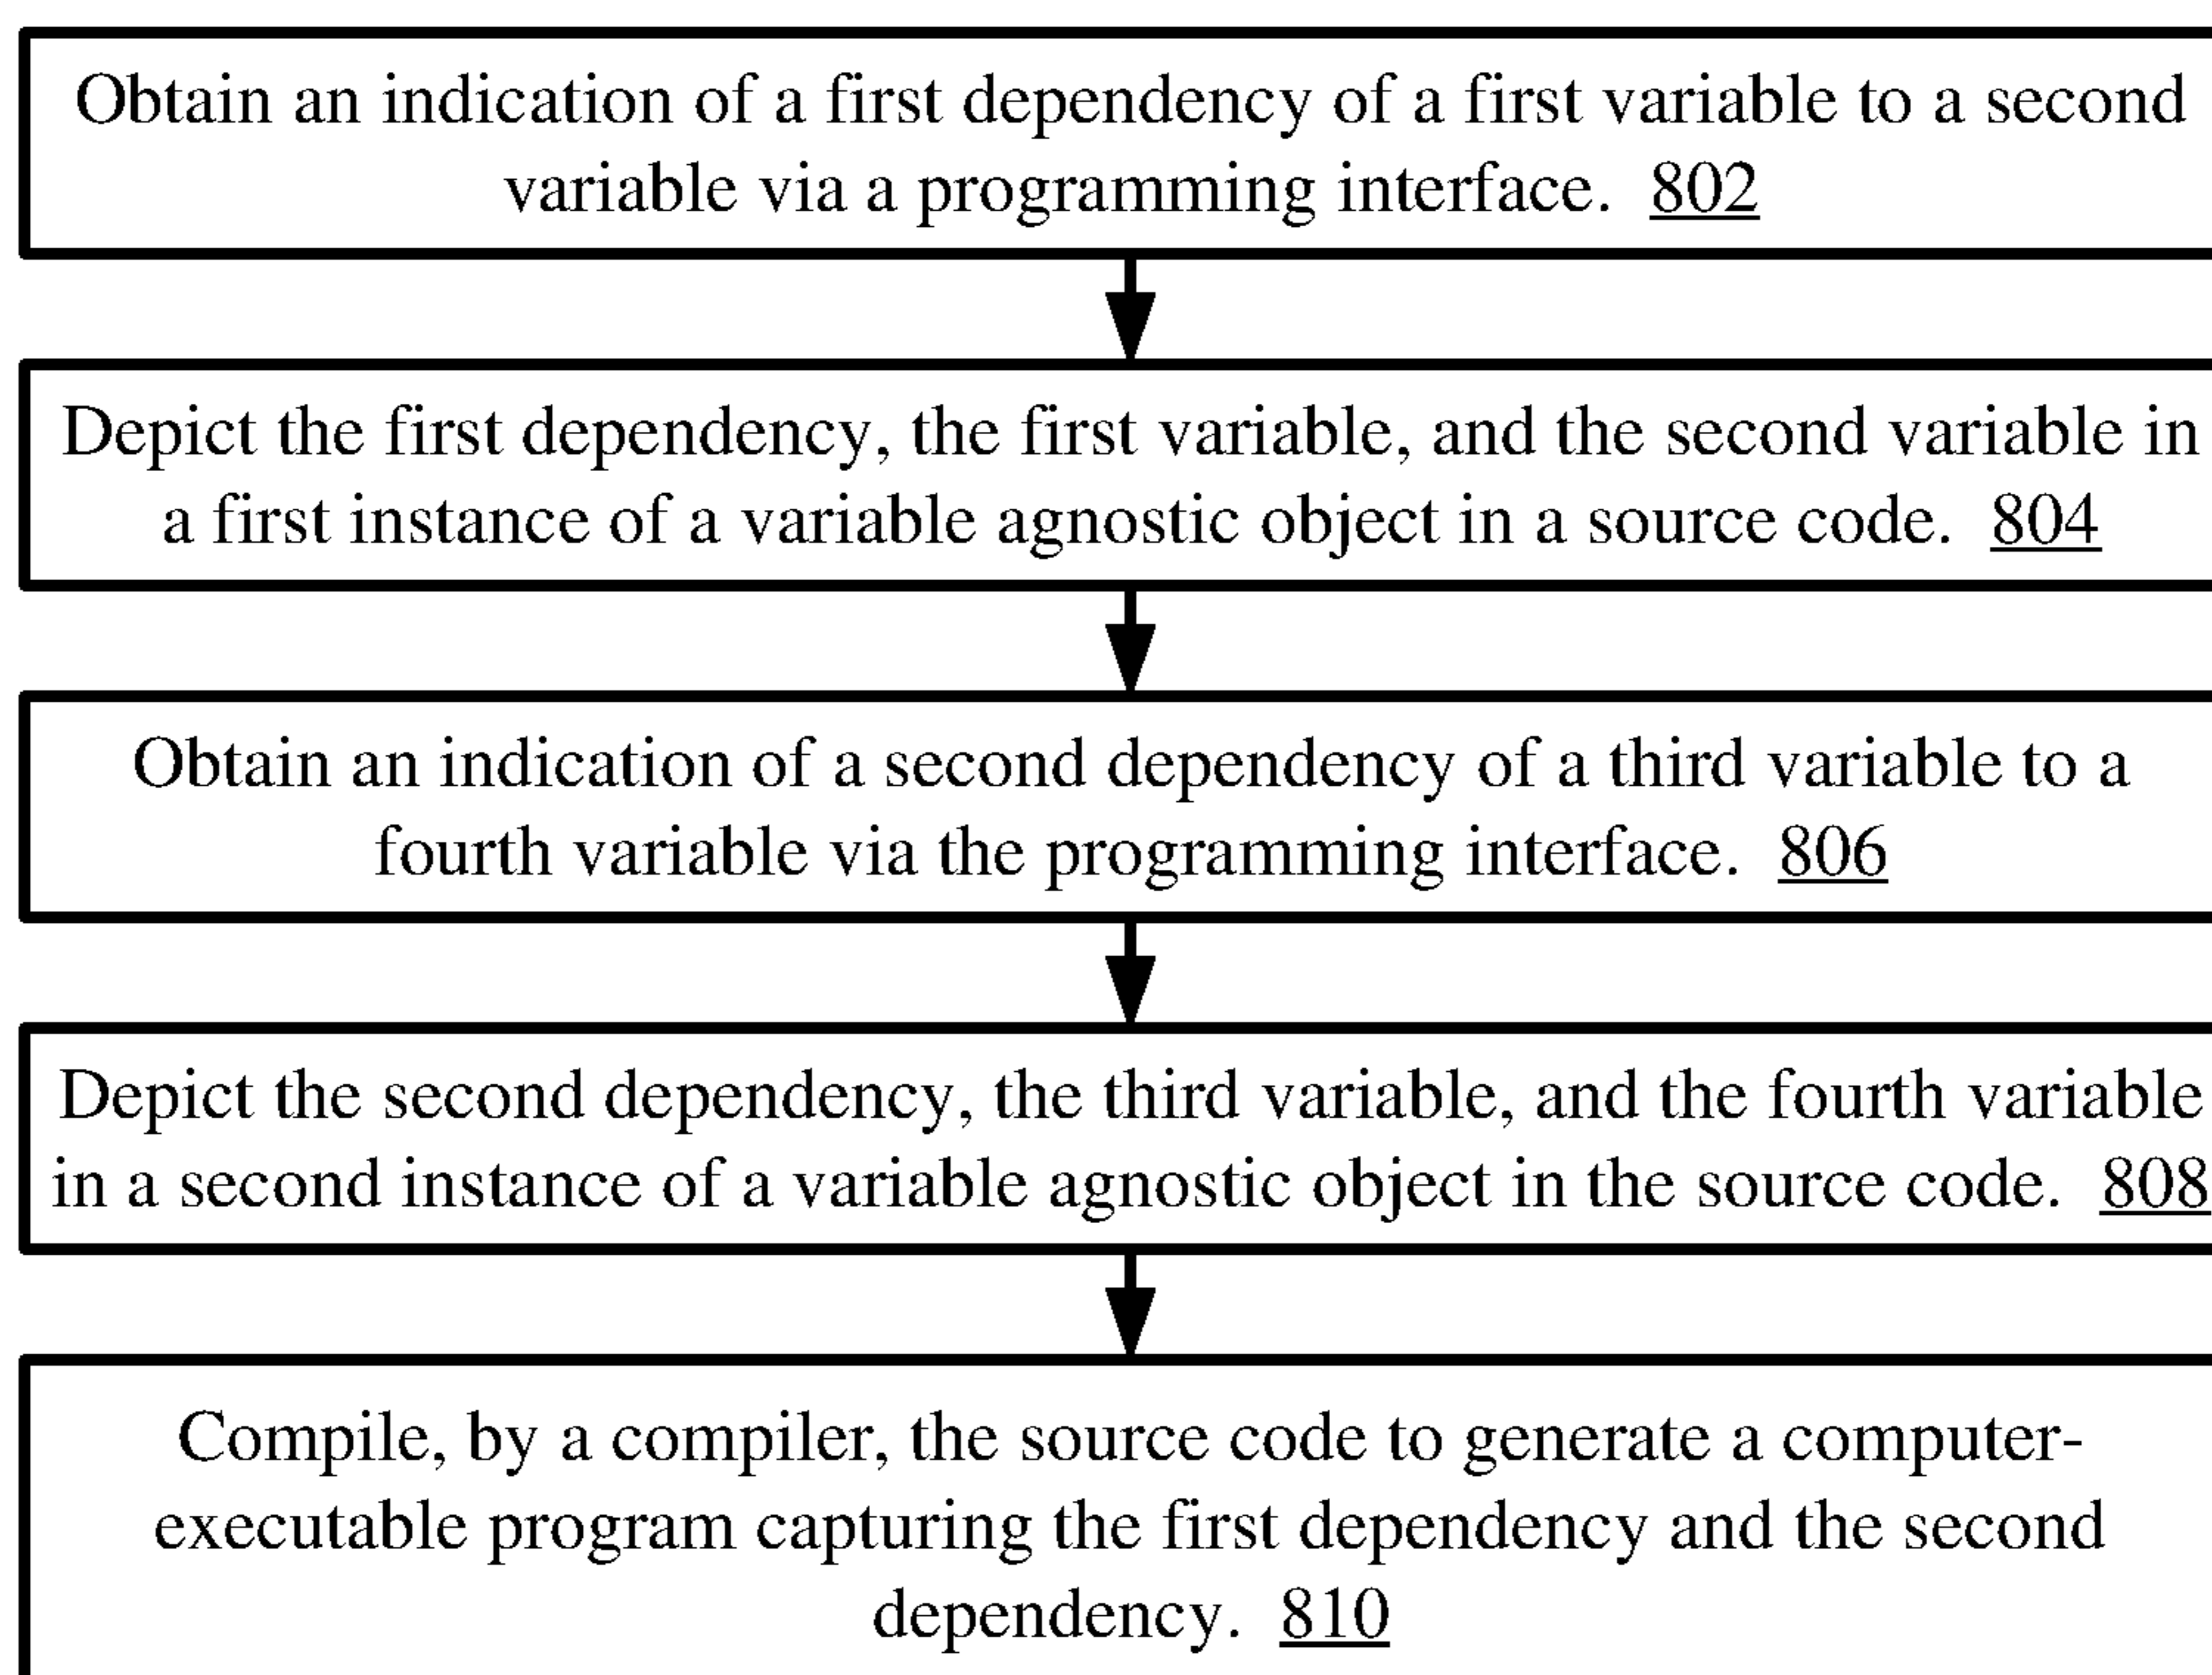 Obtain an indication of a first dependency of a first variable to a second
variable via a programming interface. 802
Depict the first dependency, the first variable, and the second variable in
a first instance of a variable agnostic object in a source code. 804
Obtain an indication of a second dependency of a third variable to a
fourth variable via the programming interface. 806
Depict the second dependency, the third variable, and the fourth variable
in a second instance of a variable agnostic object in the source code. 808
Compile, by a compiler, the source code to generate a computer-
executable program capturing the first dependency and the second
dependency. 810